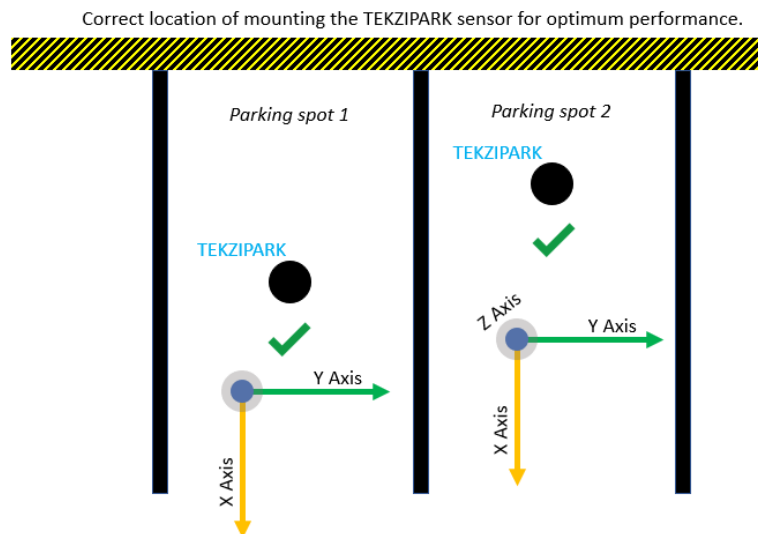 Correct location of mounting the TEKZIPARK sensor for optimum performance.
Parking spot 1
Parking spot 2
TEKZIPARK
TEKZIPARK
Z Axis
Y Axis
Y Axis
X Axis
X Axis